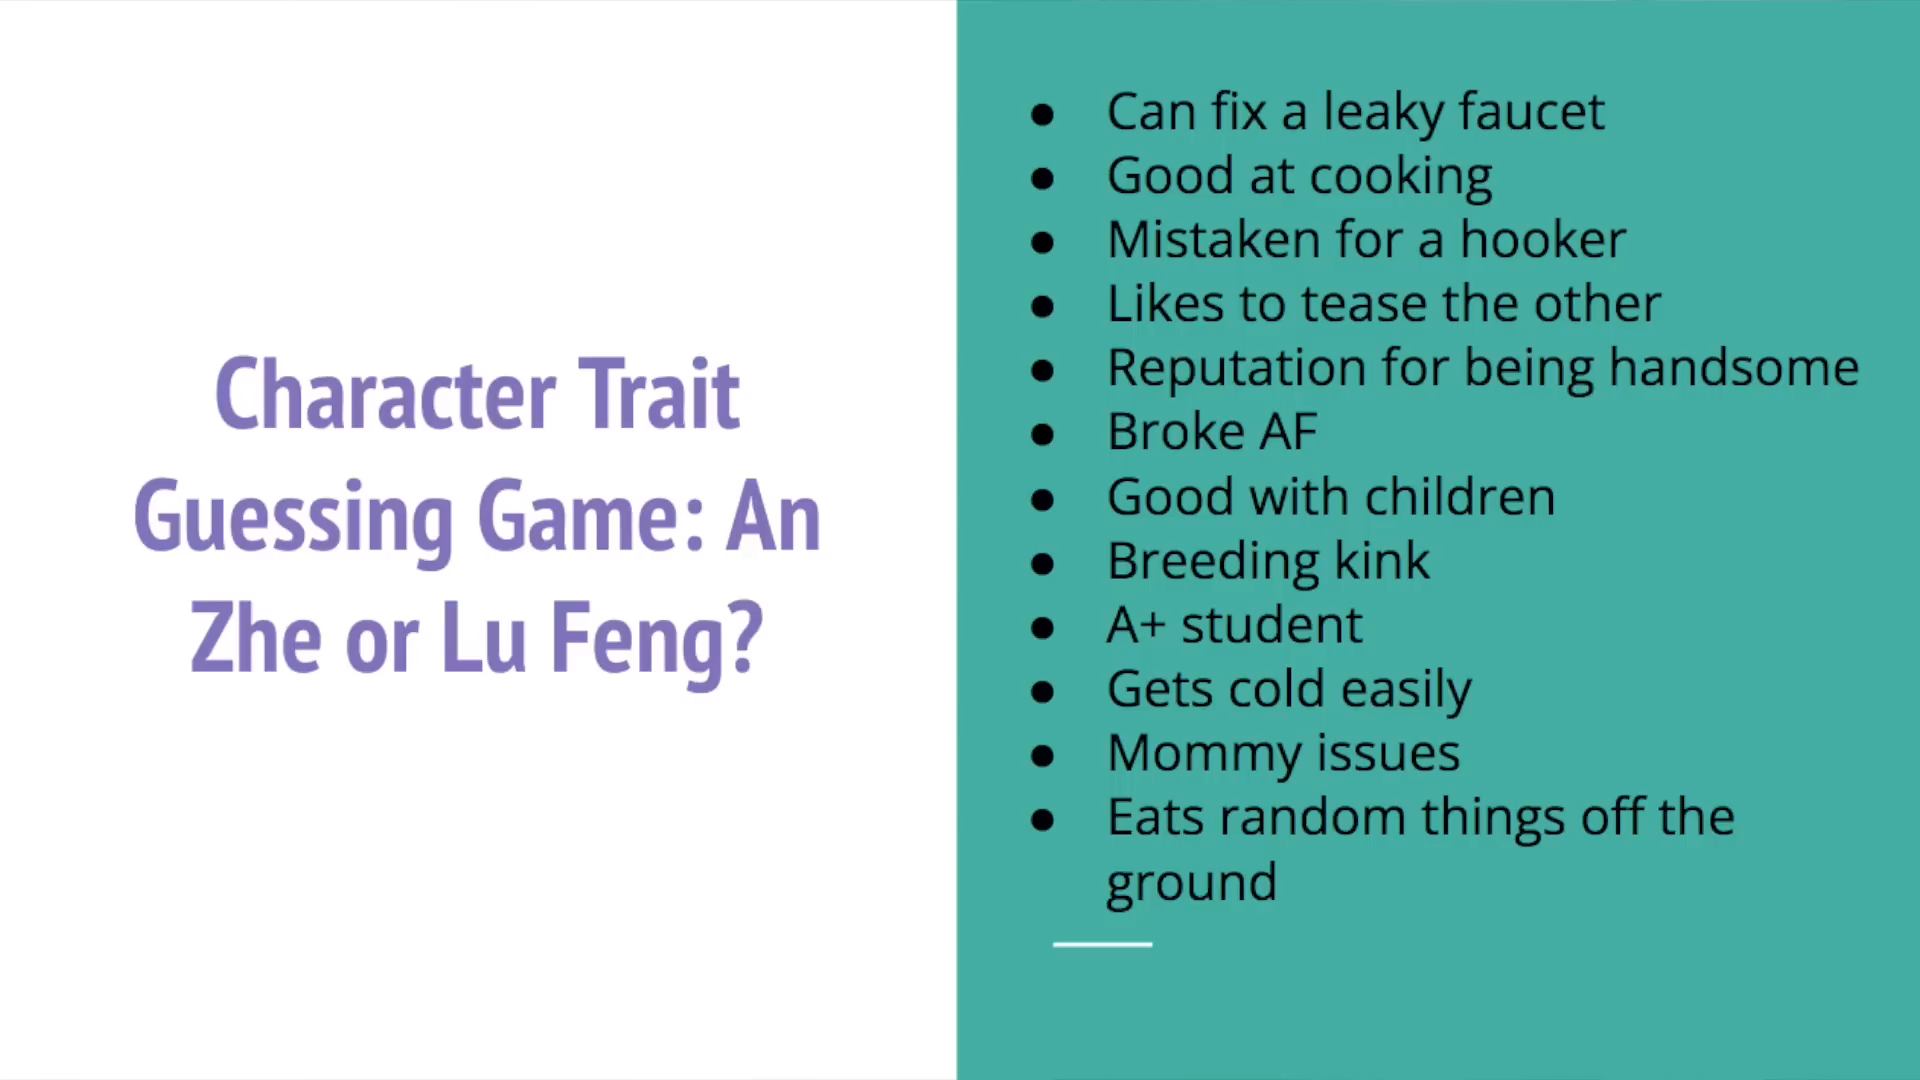 Character Trait
Guessing Game: An
Zhe or Lu Feng?
● Can fix a leaky faucet
● Good at cooking
● Mistaken for a hooker
● Likes to tease the other
● Reputation for being handsome
● Broke AF
● Good with children
● Breeding kink
● A+ student
● Gets cold easily
● Mommy issues
● Eats random things off the
ground